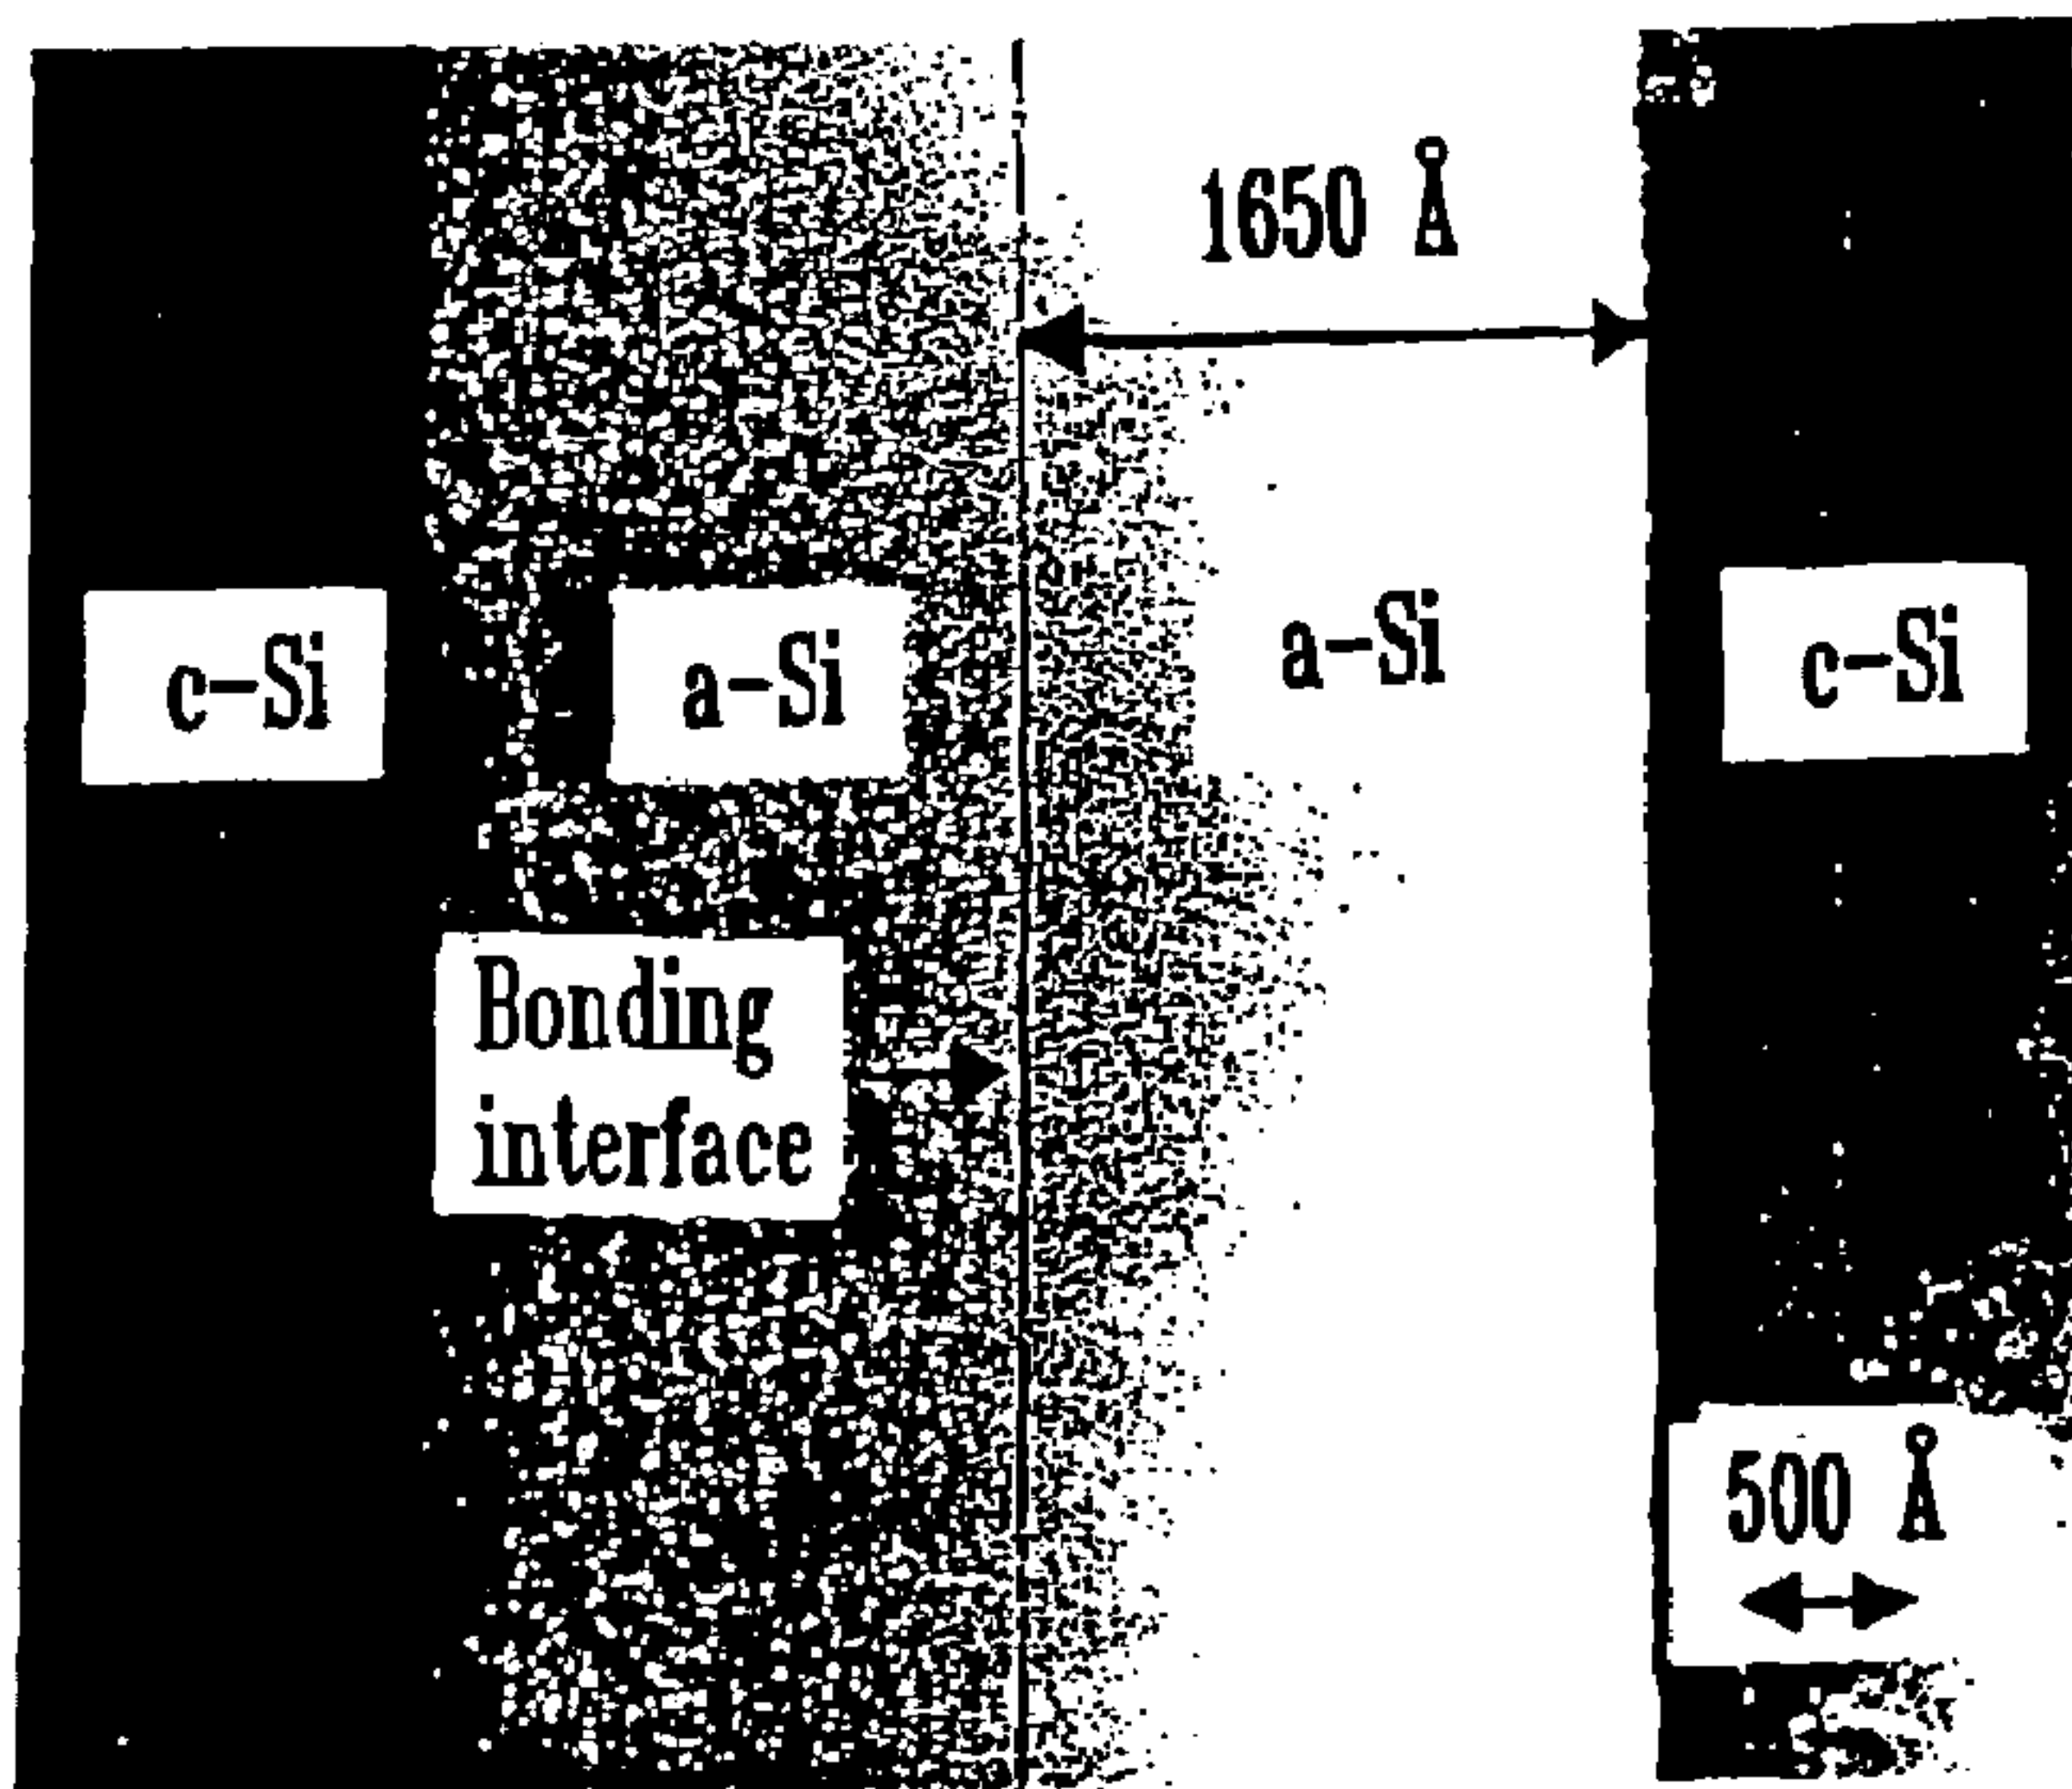 1650 Å
c-Si
a-Si
a-Si
c-Si
Bonding
interface
500 Å